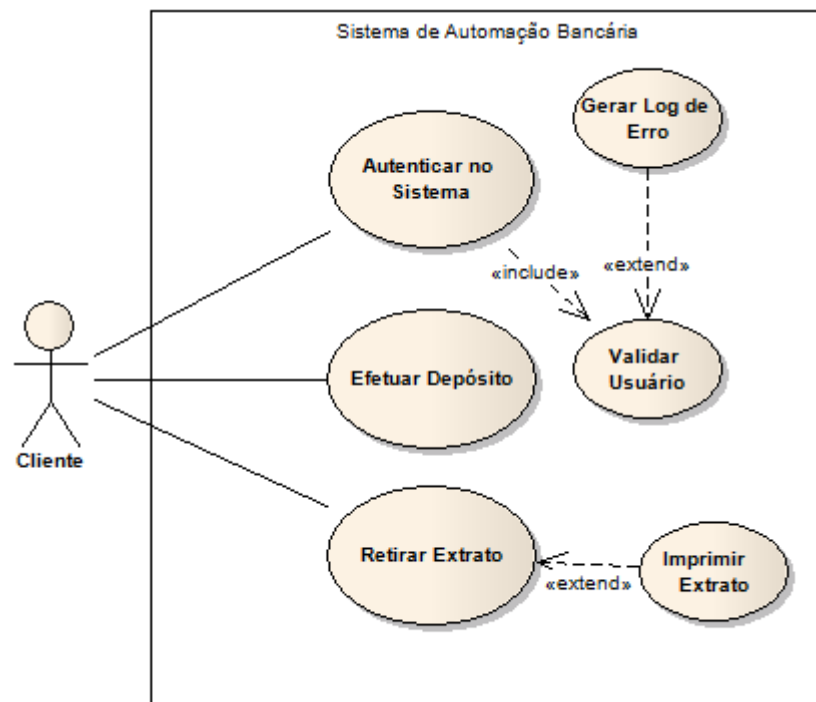 Sistema de Automação Bancária
Gerar Log de
Erro
Autenticar no
Sistema
«include»
«extend»
Validar
Usuário
Efetuar Depósito
Cliente
Retirar Extrato
«extend»
Imprimir
Extrato